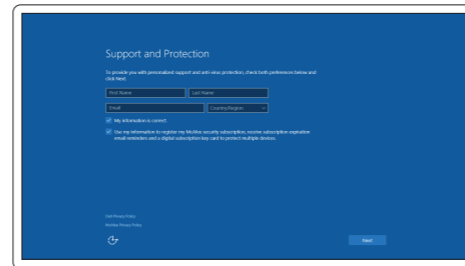 Support and Protection
To provide you with personalized support and anti-virus protection, check both preferences below and
click Next.
First Name
Last Name
Email
Country/Region
My information is correct.
Use my information to register my McAfee security subscription, receive subscription expiration
email reminders and a digital subscription key card to protect multiple devices.
Dell Privacy Policy
McAfee Privacy Policy
Next